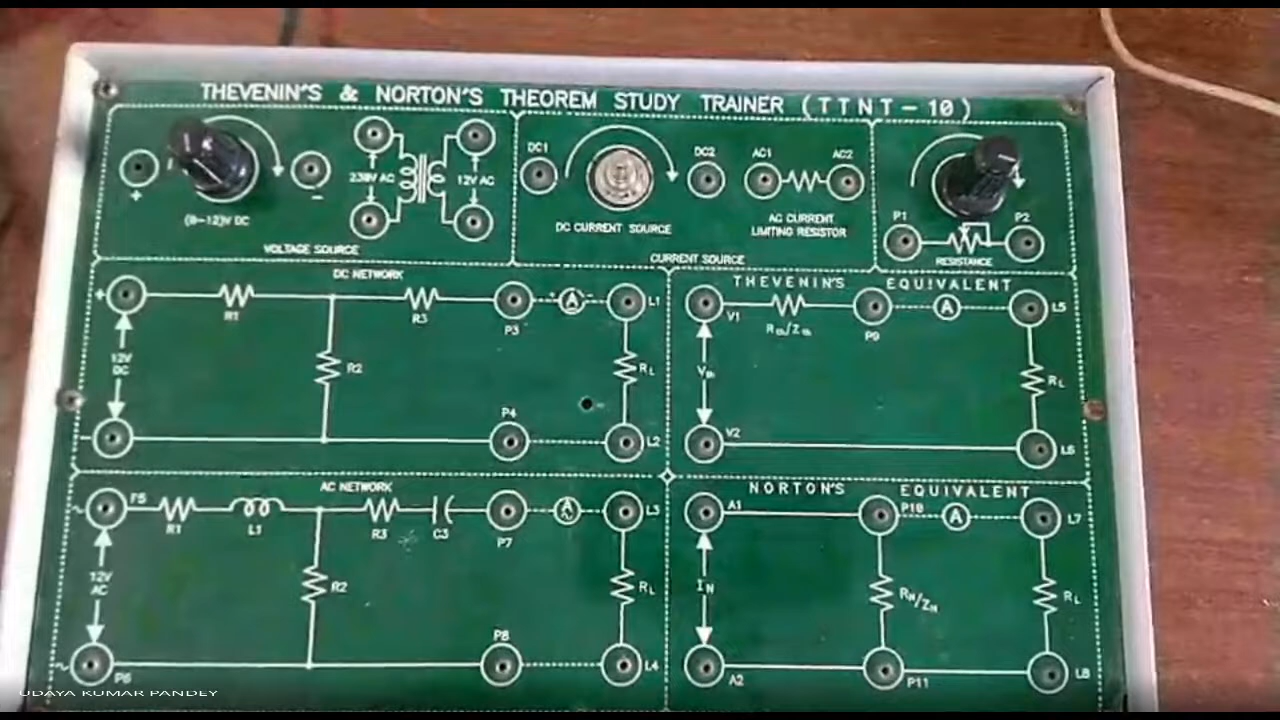 THEVENIN'S & NORTON'S THEOREM STUDY TRAINER (TTNT-10)
+ (0-12)V DC -
230V AC 12V AC
VOLTAGE SOURCE
DC1 DC2 AC1 AC2
DC CURRENT SOURCE
AC CURRENT
LIMITING RESISTOR
CURRENT SOURCE
P1 P2
RESISTANCE
DC NETWORK
+ R1 R3 P3 + A - L1
12V
DC
R2 RL
P4
- L2
THEVENIN'S EQUIVALENT
V1 Rth/Zth P9 A L5
Vth RL
V2 L6
AC NETWORK
~ P5 R1 L1 R3 C3 P7 A L3
12V
AC
R2 RL
P8
~ P6 L4
NORTON'S EQUIVALENT
A1 P10 A L7
IN RN/ZN RL
A2 P11 L8
UDAYA KUMAR PANDEY